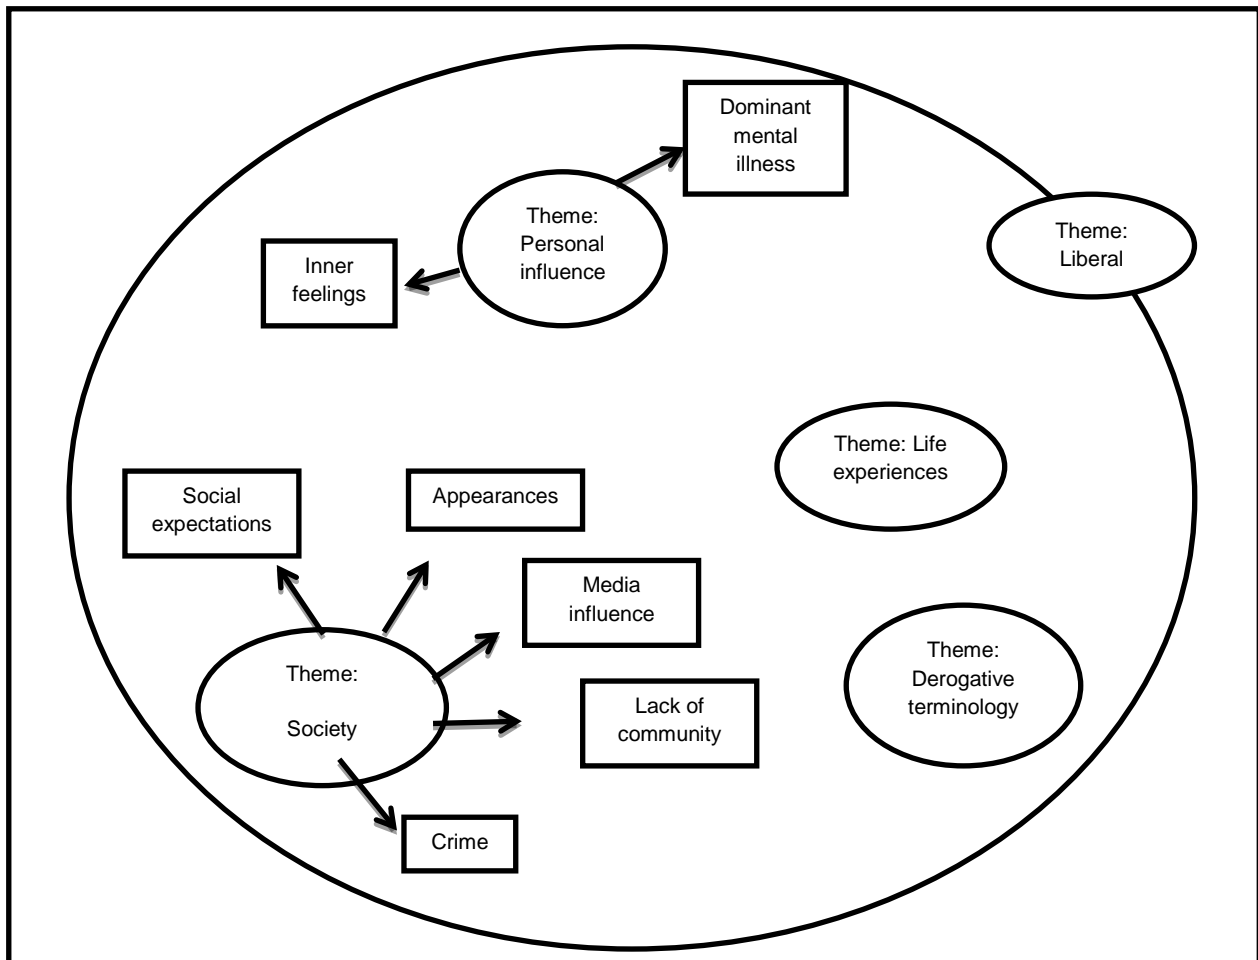 Dominant
mental
illness
Theme:
Personal
influence
Theme:
Liberal
Inner
feelings
Theme: Life
experiences
Social
expectations
Appearances
Media
influence
Theme:
Society
Theme:
Derogative
terminology
Lack of
community
Crime